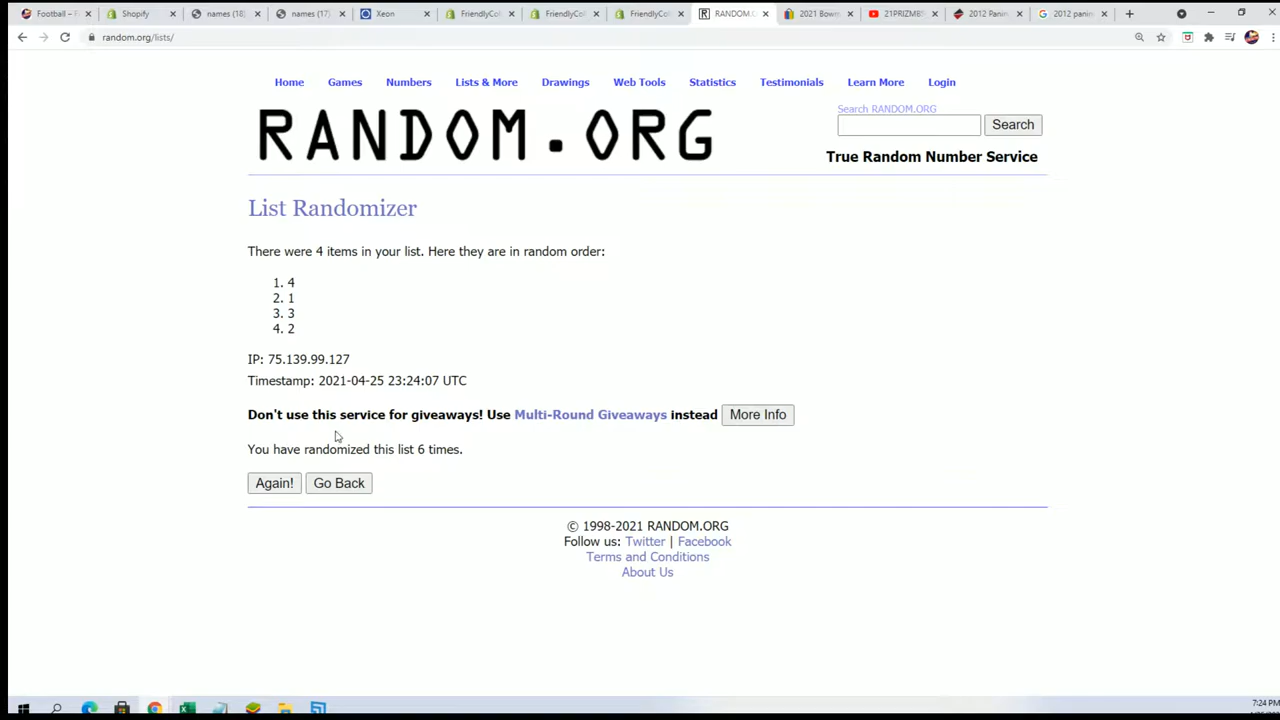 Football – F
Shopify
names (18)
names (17)
Xeon
FriendlyCol
FriendlyCol
FriendlyCol
RANDOM.O
2021 Bowm
21PRIZMB
2012 Panin
2012 panin
random.org/lists/
Home Games Numbers Lists & More Drawings Web Tools Statistics Testimonials Learn More Login
RANDOM.ORG
Search RANDOM.ORG
Search
True Random Number Service
List Randomizer
There were 4 items in your list. Here they are in random order:
1. 4
2. 1
3. 3
4. 2
IP: 75.139.99.127
Timestamp: 2021-04-25 23:24:07 UTC
Don't use this service for giveaways! Use Multi-Round Giveaways instead More Info
You have randomized this list 6 times.
Again! Go Back
© 1998-2021 RANDOM.ORG
Follow us: Twitter | Facebook
Terms and Conditions
About Us
7:24 PM